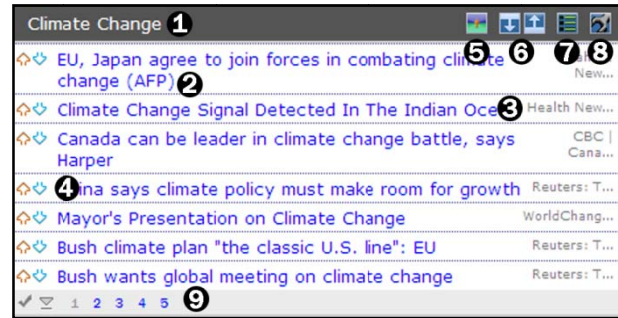 Climate Change 1
5 6 7 8
EU, Japan agree to join forces in combating climate
change (AFP) 2
New...
Climate Change Signal Detected In The Indian 3 Health New...
Canada can be leader in climate change battle, says CBC |
Harper Cana...
4 says climate policy must make room for growth Reuters: T...
Mayor's Presentation on Climate Change WorldChang...
Bush climate plan "the classic U.S. line": EU Reuters: T...
Bush wants global meeting on climate change Reuters: T...
1 2 3 4 5 9